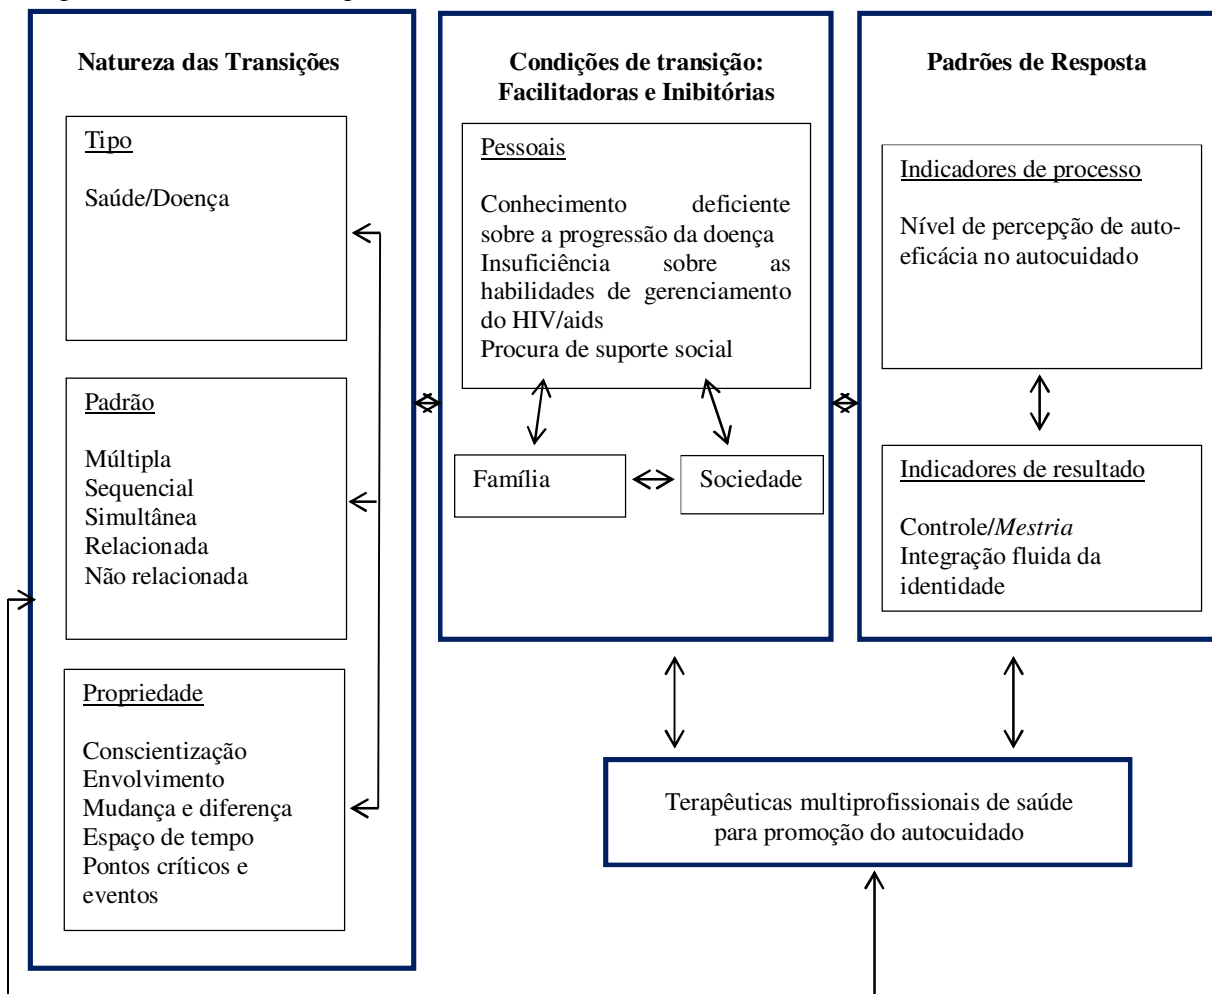 Natureza das Transições
Tipo
Saúde/Doença
Padrão
Múltipla
Sequencial
Simultânea
Relacionada
Não relacionada
Propriedade
Conscientização
Envolvimento
Mudança e diferença
Espaço de tempo
Pontos críticos e
eventos
Condições de transição:
Facilitadoras e Inibitórias
Pessoais
Conhecimento deficiente
sobre a progressão da doença
Insuficiência sobre as
habilidades de gerenciamento
do HIV/aids
Procura de suporte social
Família
Sociedade
Padrões de Resposta
Indicadores de processo
Nível de percepção de auto-
eficácia no autocuidado
Indicadores de resultado
Controle/Mestria
Integração fluida da
identidade
Terapêuticas multiprofissionais de saúde
para promoção do autocuidado